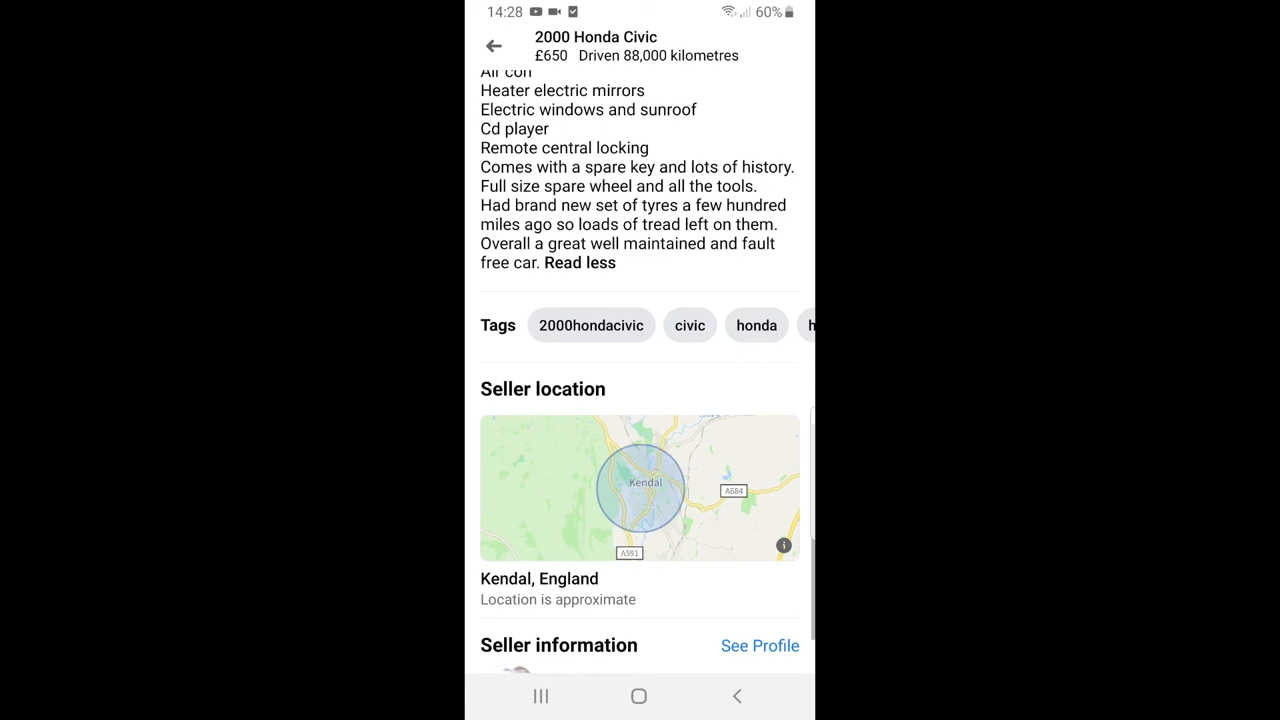 14:28
60%
2000 Honda Civic
£650 Driven 88,000 kilometres
Air con
Heater electric mirrors
Electric windows and sunroof
Cd player
Remote central locking
Comes with a spare key and lots of history.
Full size spare wheel and all the tools.
Had brand new set of tyres a few hundred
miles ago so loads of tread left on them.
Overall a great well maintained and fault
free car. Read less
Tags 2000hondacivic civic honda h
Seller location
Kendal
A684
A591
Kendal, England
Location is approximate
Seller information See Profile